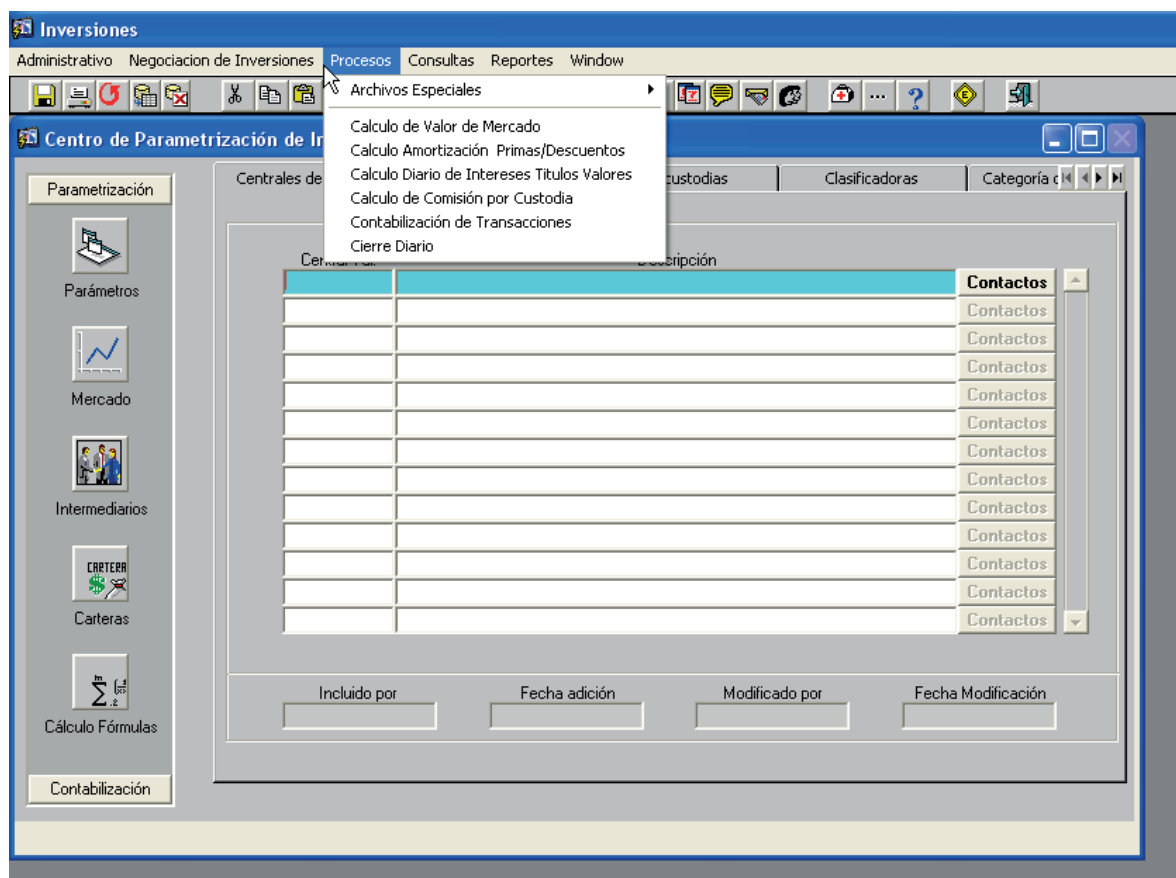 Inversiones
Administrativo Negociacion de Inversiones Procesos Consultas Reportes Window
Archivos Especiales
Calculo de Valor de Mercado
Calculo Amortización Primas/Descuentos
Calculo Diario de Intereses Titulos Valores
Calculo de Comisión por Custodia
Contabilización de Transacciones
Cierre Diario
Centro de Parametrización de
Parametrización
Centrales de custodias Clasificadoras Categoría
Parámetros
Mercado
Intermediarios
CARTERA
Carteras
Cálculo Fórmulas
Contabilización
Descripción
Contactos
Contactos
Contactos
Contactos
Contactos
Contactos
Contactos
Contactos
Contactos
Contactos
Contactos
Contactos
Contactos
Incluido por Fecha adición Modificado por Fecha Modificación